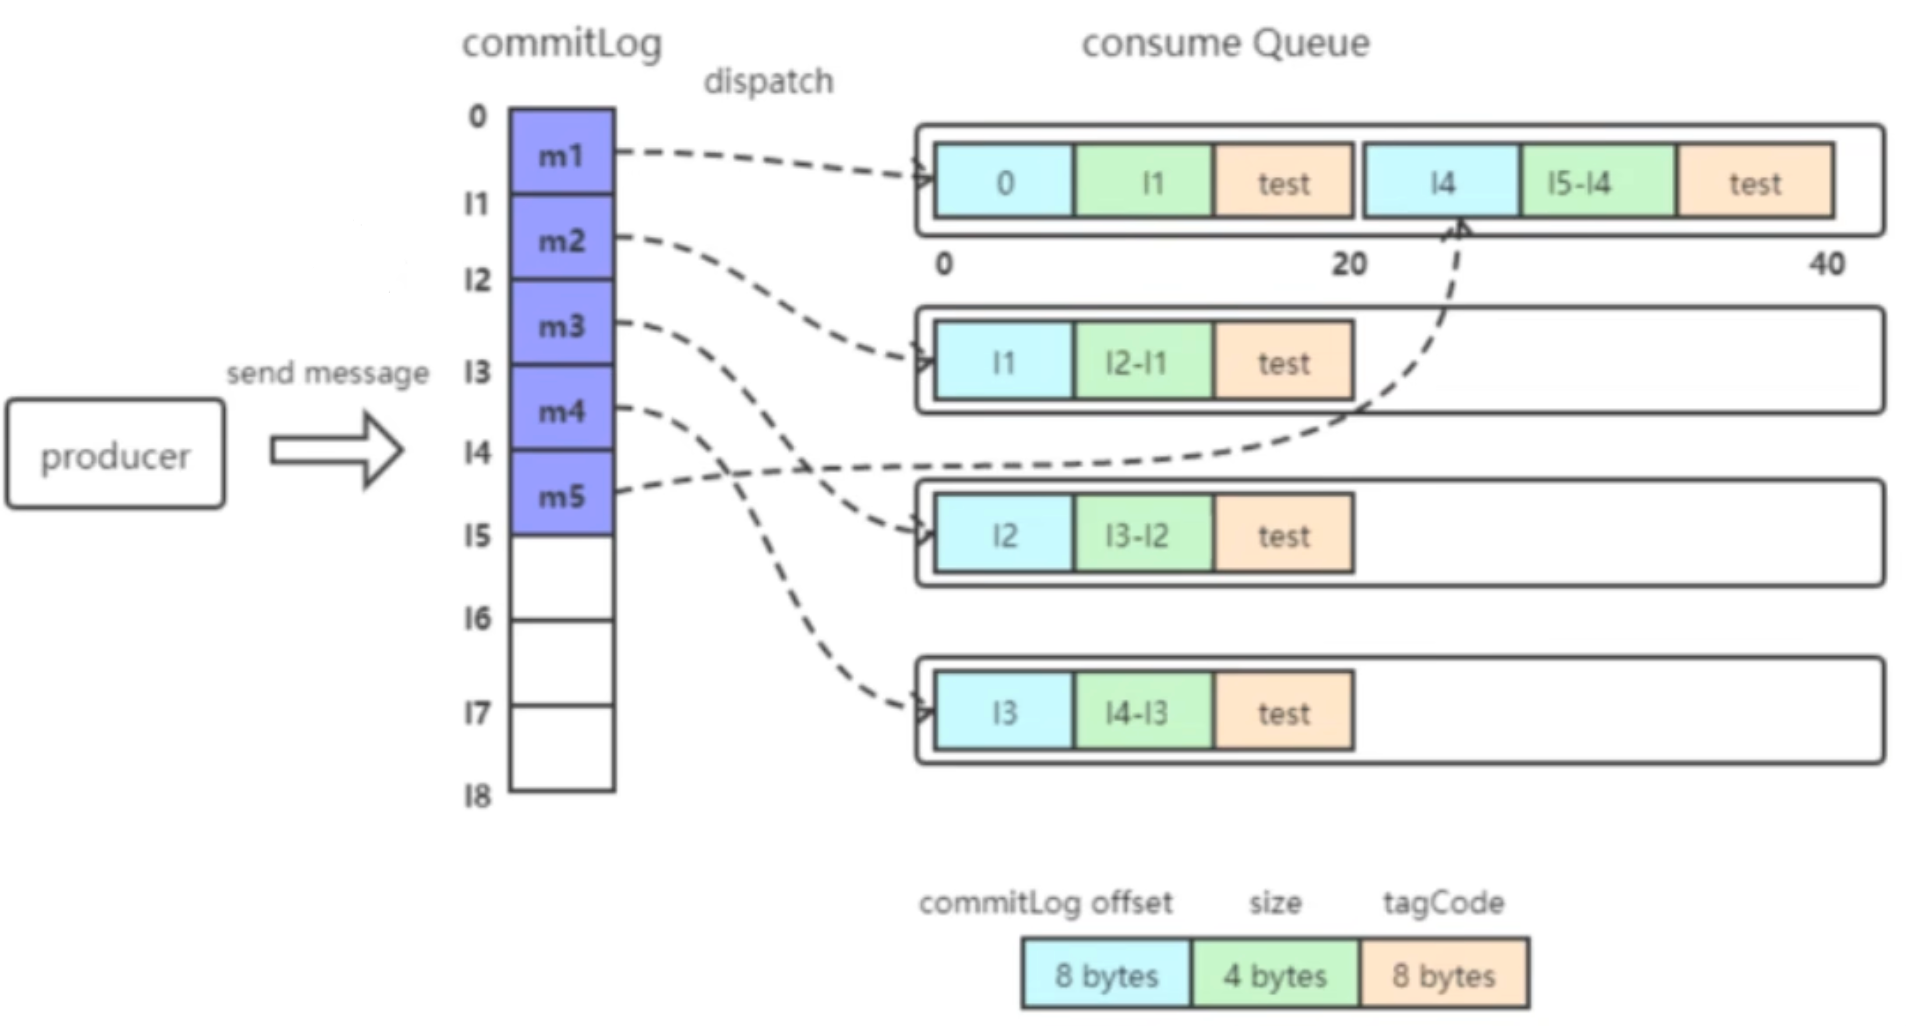 commitLog
consume Queue
dispatch
0
m1
l1
m2
l2
m3
l3
m4
l4
m5
l5
l6
l7
l8
send message
producer
0 l1 test l4 l5-l4 test
0 20 40
l1 l2-l1 test
l2 l3-l2 test
l3 l4-l3 test
commitLog offset size tagCode
8 bytes 4 bytes 8 bytes